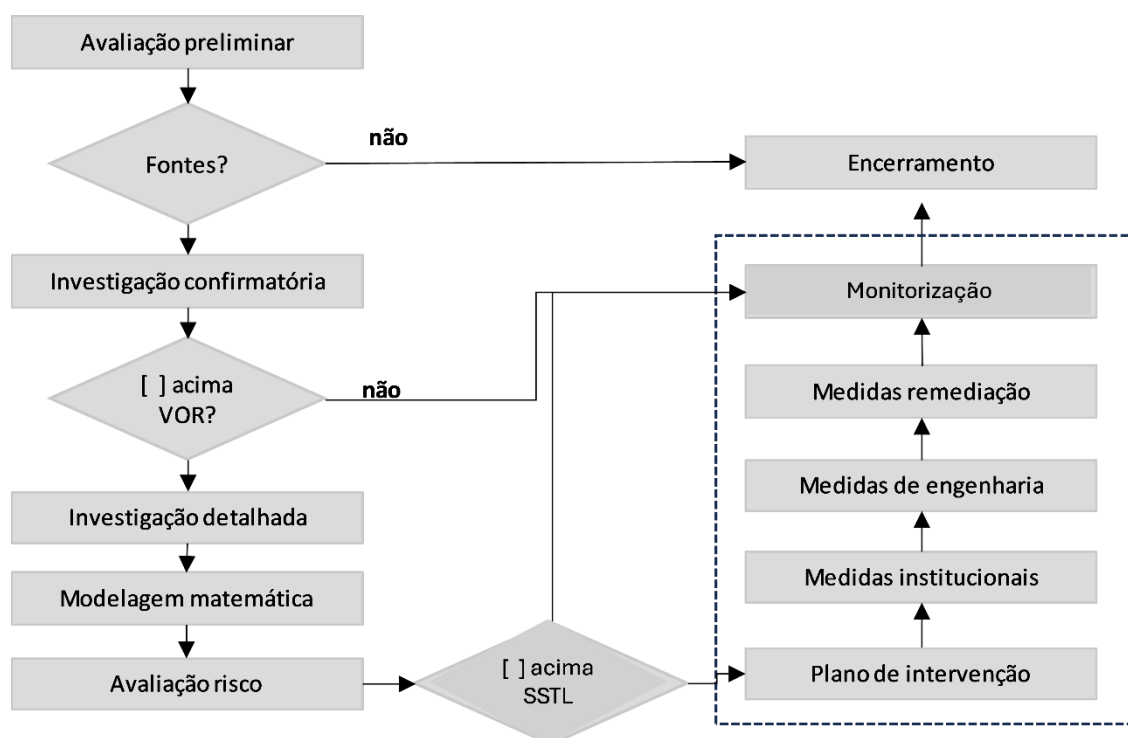 Avaliação preliminar
Fontes?
não
Encerramento
Investigação confirmatória
Monitorização
[ ] acima
VOR?
não
Medidas remediação
Medidas de engenharia
Investigação detalhada
Medidas institucionais
Modelagem matemática
Avaliação risco
[ ] acima
SSTL
Plano de intervenção